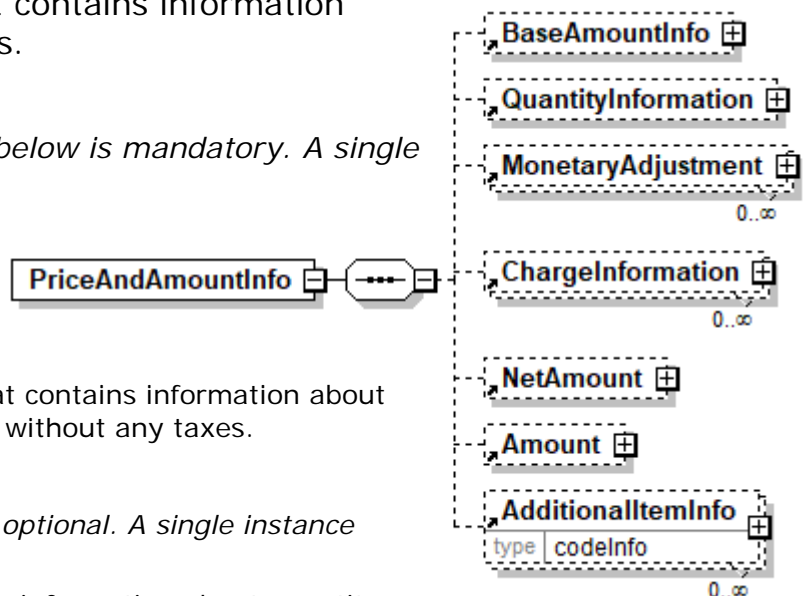 contains information
s.
below is mandatory. A single
at contains information about
without any taxes.
optional. A single instance
PriceAndAmountInfo
BaseAmountInfo
QuantityInformation
MonetaryAdjustment
0..∞
ChargeInformation
0..∞
NetAmount
Amount
AdditionalItemInfo
type codeInfo
0..∞